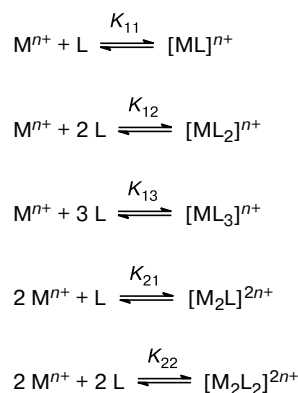 K₁₁
Mⁿ⁺ + L ⇌ [ML]ⁿ⁺
K₁₂
Mⁿ⁺ + 2 L ⇌ [ML₂]ⁿ⁺
K₁₃
Mⁿ⁺ + 3 L ⇌ [ML₃]ⁿ⁺
K₂₁
2 Mⁿ⁺ + L ⇌ [M₂L]²ⁿ⁺
K₂₂
2 Mⁿ⁺ + 2 L ⇌ [M₂L₂]²ⁿ⁺